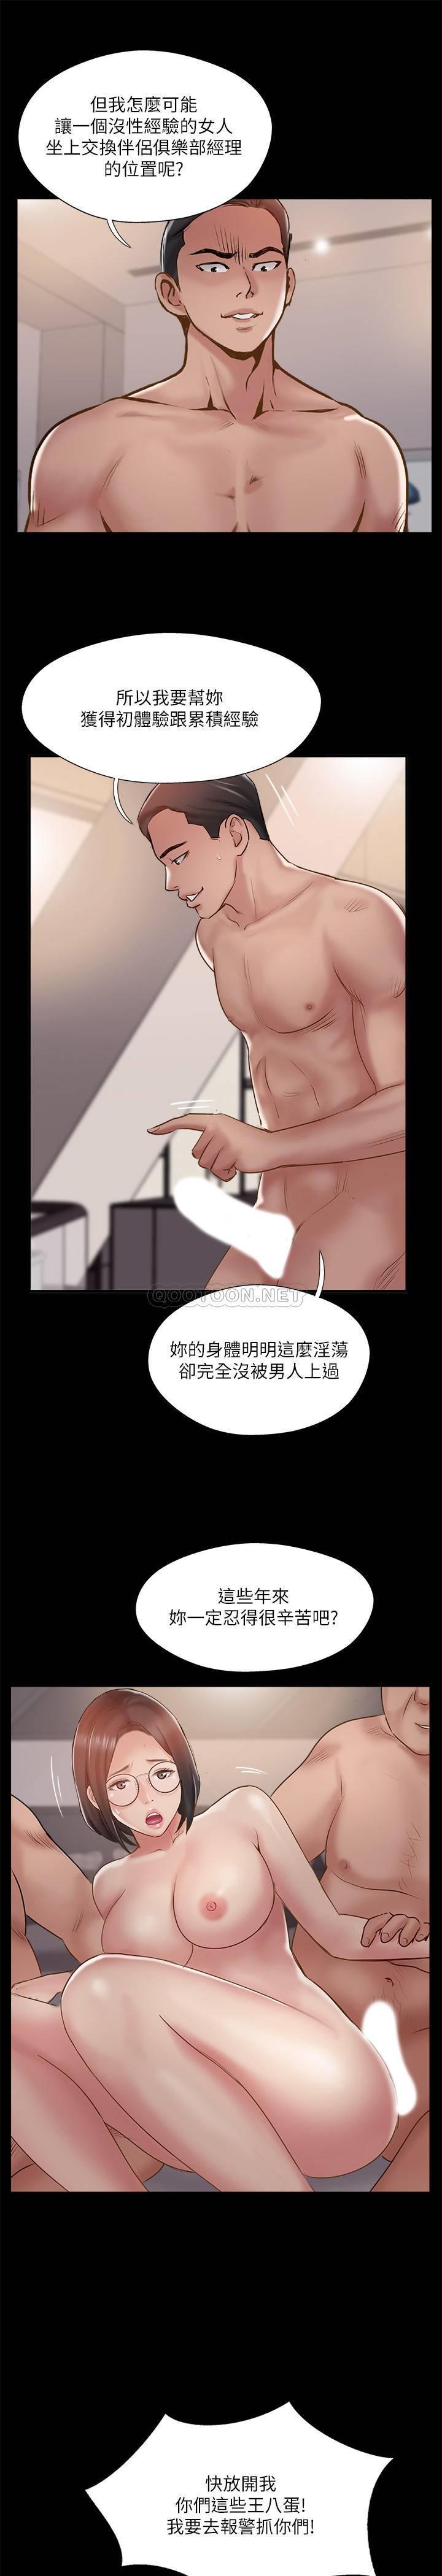 但我怎麼可能
讓一個沒性經驗的女人
坐上交換伴侶俱樂部經理
的位置呢?
所以我要幫妳
獲得初體驗跟累積經驗
QOOTOON.NET
妳的身體明明這麼淫蕩
卻完全沒被男人上過
這些年來
妳一定忍得很辛苦吧?
快放開我
你們這些王八蛋!
我要去報警抓你們!